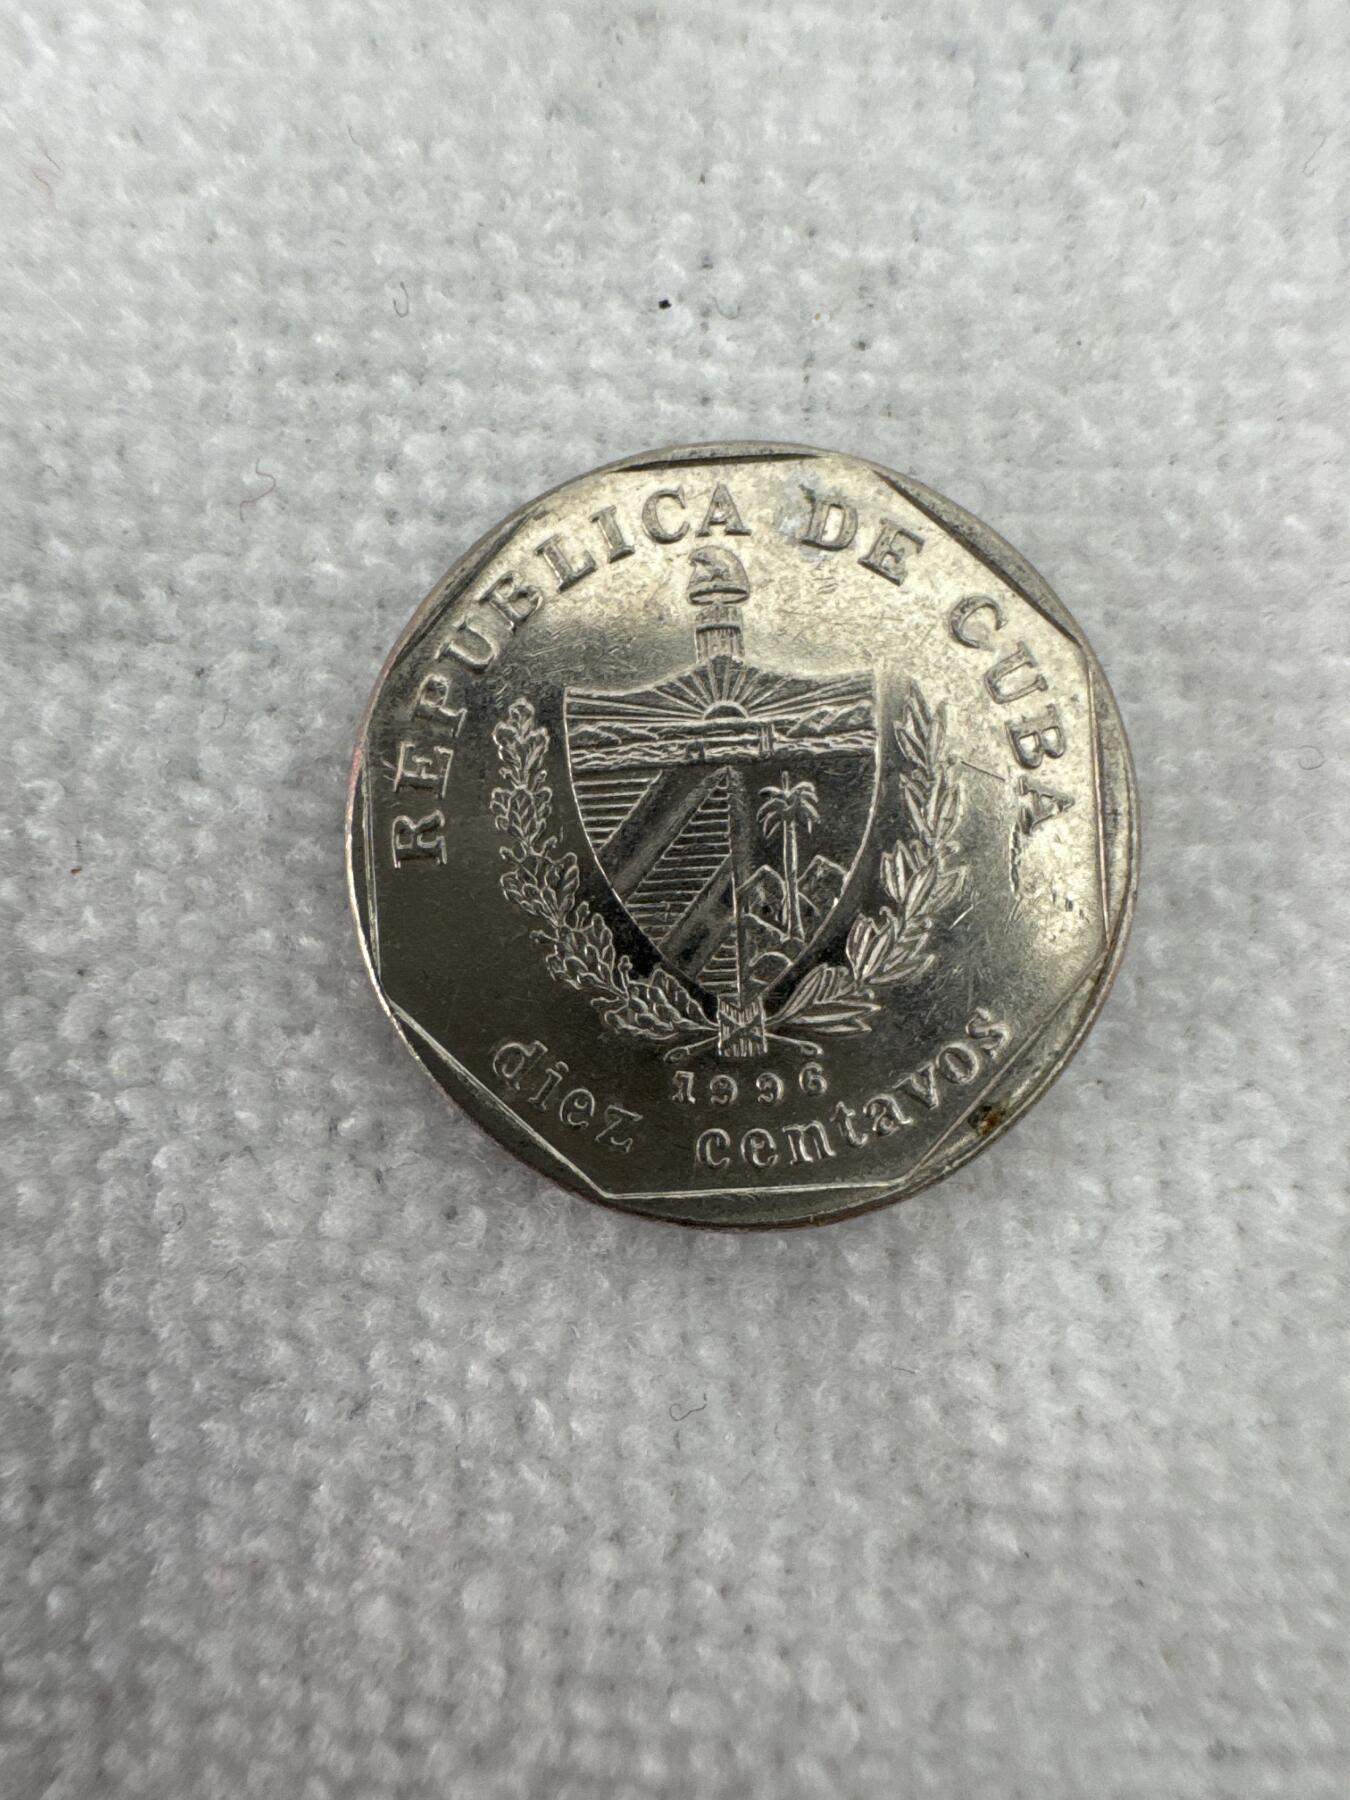 REPUBLICA DE CUBA
1996
diez centavos